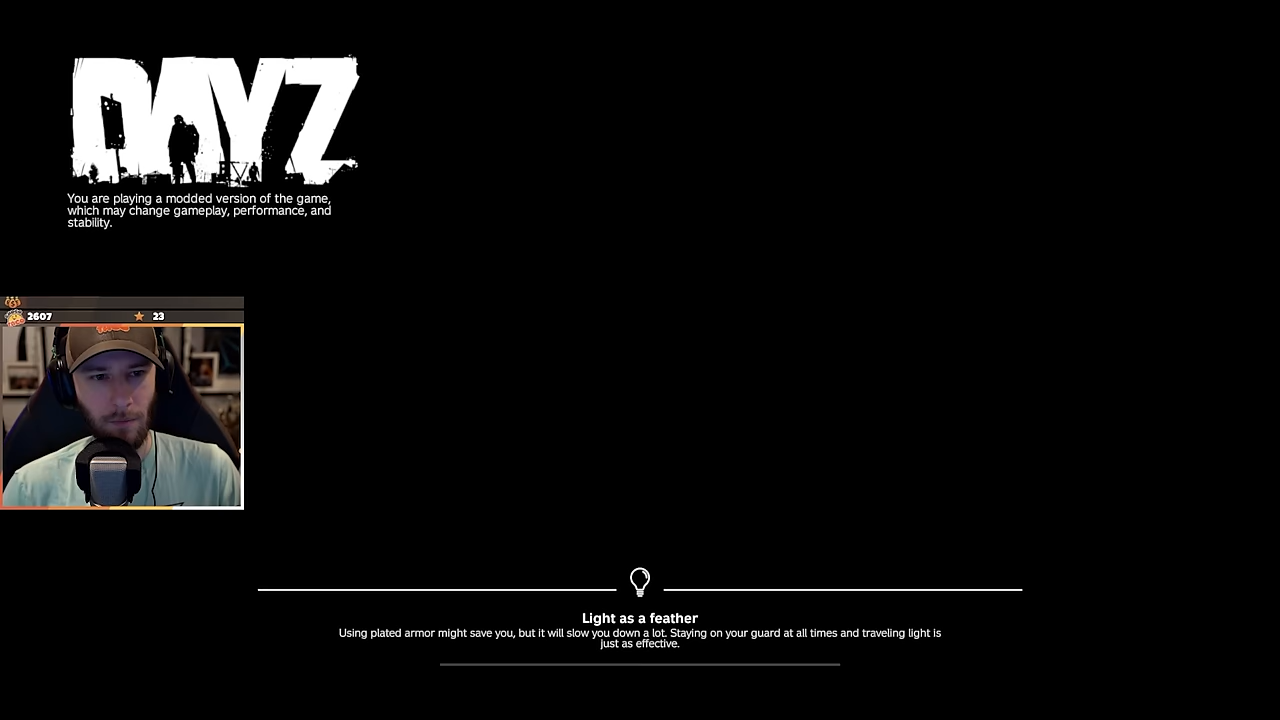 DAYZ
You are playing a modded version of the game,
which may change gameplay, performance, and
stability.
2607
23
Light as a feather
Using plated armor might save you, but it will slow you down a lot. Staying on your guard at all times and traveling light is
just as effective.